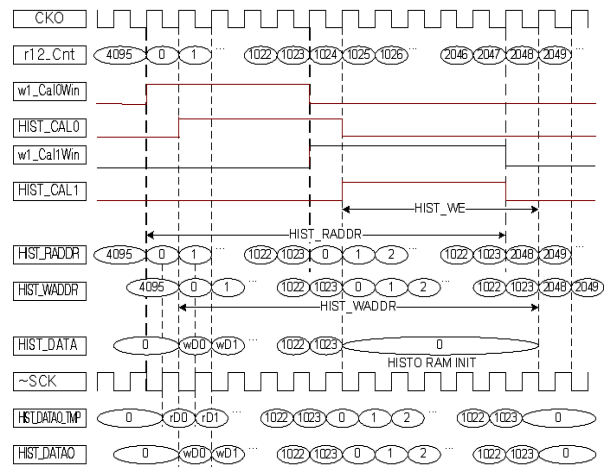 CKO
r12_Cnt 4095 0 1 ... 1022 1023 1024 1025 1026 ... 2046 2047 2048 2049 ...
w1_Cal0Win
HIST_CAL0
w1_Cal1Win
HIST_CAL1
HIST_WE
HIST_RADDR
HIST_RADDR 4095 0 1 ... 1022 1023 0 1 2 ... 1022 1023 2048 2049 ...
HIST_WADDR 4095 0 1 ... 1022 1023 0 1 2 ... 1022 1023 2048 2049
HIST_WADDR
HIST_DATA 0 wD0 wD1 ... 1022 1023 0
HISTO RAM INIT
~SCK
HIST_DATAO_TMP 0 rD0 rD1 ... 1022 1023 0 1 2 ... 1022 1023 0
HIST_DATAO 0 wD0 wD1 ... 1022 1023 0 1 2 ... 1022 1023 0